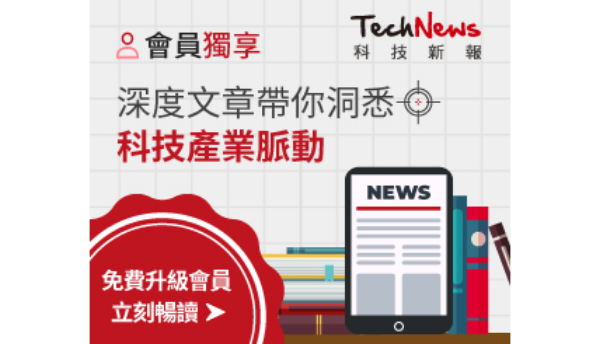 會員獨享
TechNews
科技新報
深度文章帶你洞悉
科技產業脈動
NEWS
免費升級會員
立刻暢讀